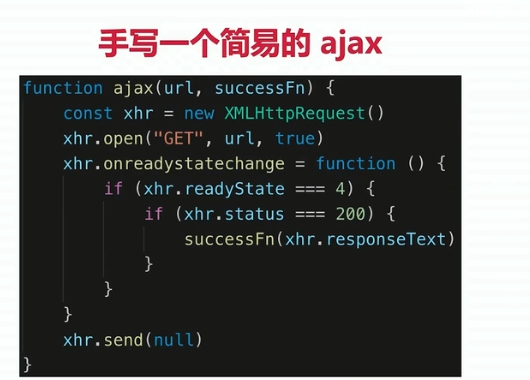 手写一个简易的 ajax
function ajax(url, successFn) {
    const xhr = new XMLHttpRequest()
    xhr.open("GET", url, true)
    xhr.onreadystatechange = function () {
        if (xhr.readyState === 4) {
            if (xhr.status === 200) {
                successFn(xhr.responseText)
            }
        }
    }
    xhr.send(null)
}